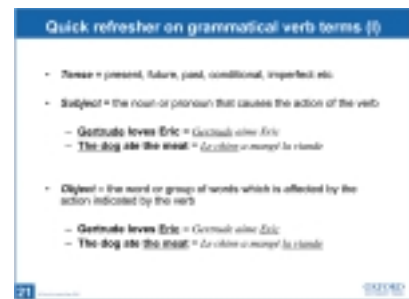 Quick refresher on grammatical verb terms (I)
• Tense = present, future, past, conditional, imperfect etc.
• Subject = the noun or pronoun that causes the action of the verb
– Gertrude loves Eric = Gertrude aime Eric
– The dog ate the meat = Le chien a mangé la viande
• Object = the word or group of words which is affected by the
action indicated by the verb
– Gertrude loves Eric = Gertrude aime Eric
– The dog ate the meat = Le chien a mangé la viande
21
OXFORD